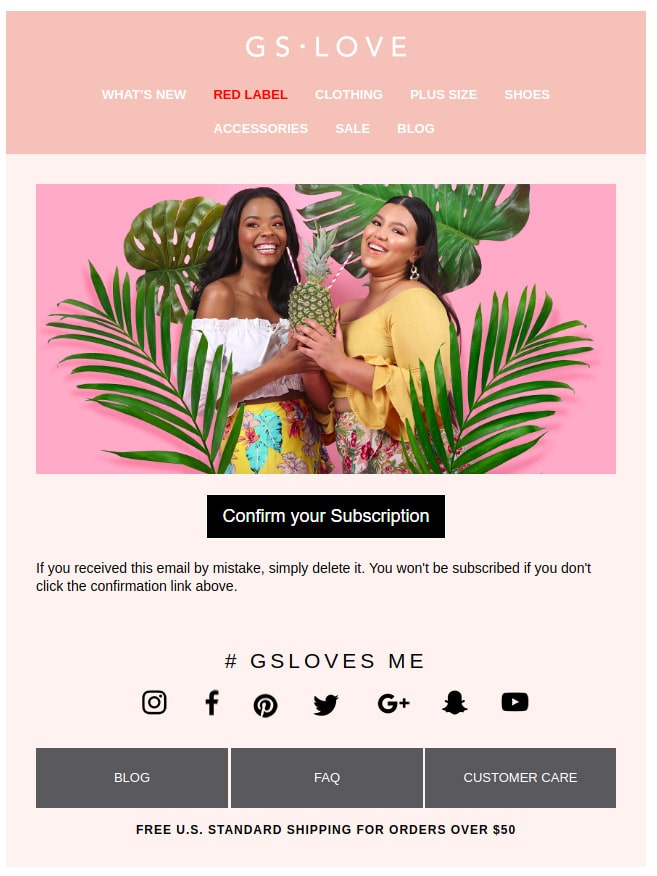 GS·LOVE
WHAT'S NEW RED LABEL CLOTHING PLUS SIZE SHOES
ACCESSORIES SALE BLOG
Confirm your Subscription
If you received this email by mistake, simply delete it. You won't be subscribed if you don't
click the confirmation link above.
# GSLOVES ME
BLOG FAQ CUSTOMER CARE
FREE U.S. STANDARD SHIPPING FOR ORDERS OVER $50